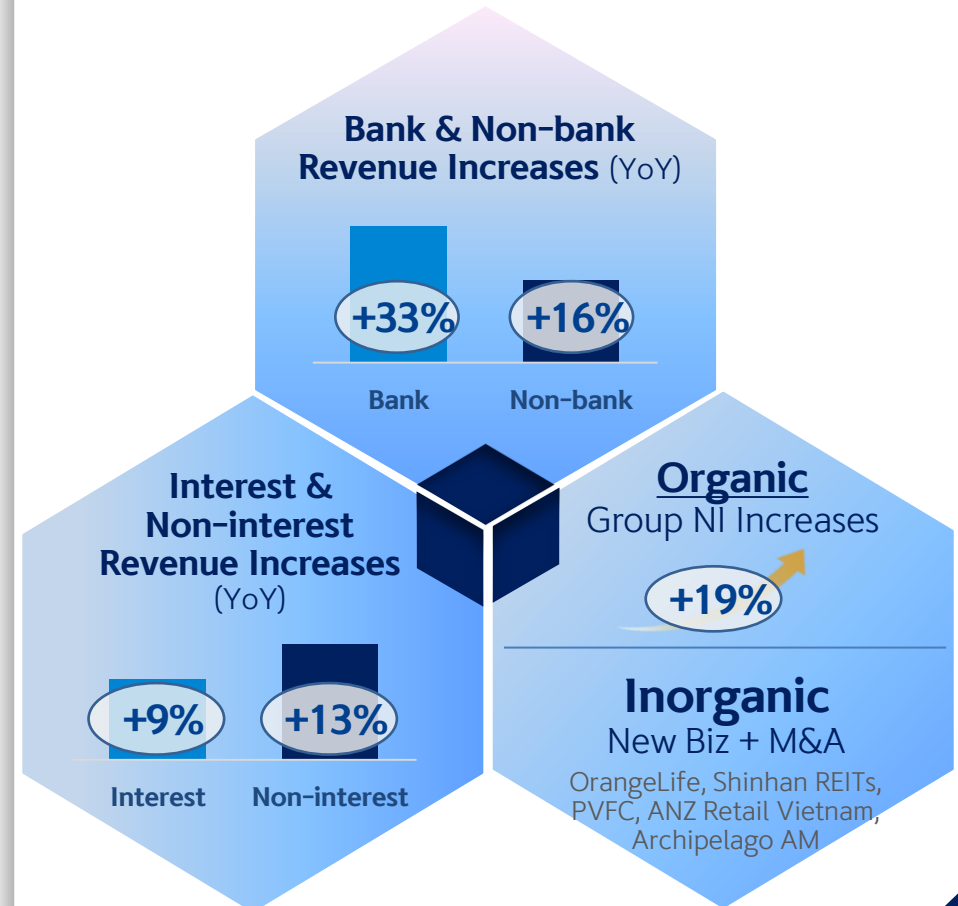 Bank & Non-bank
Revenue Increases (YoY)
+33%
+16%
Bank
Non-bank
Interest &
Non-interest
Revenue Increases
(YoY)
+9%
+13%
Interest
Non-interest
Organic
Group NI Increases
+19%
Inorganic
New Biz + M&A
OrangeLife, Shinhan REITs,
PVFC, ANZ Retail Vietnam,
Archipelago AM